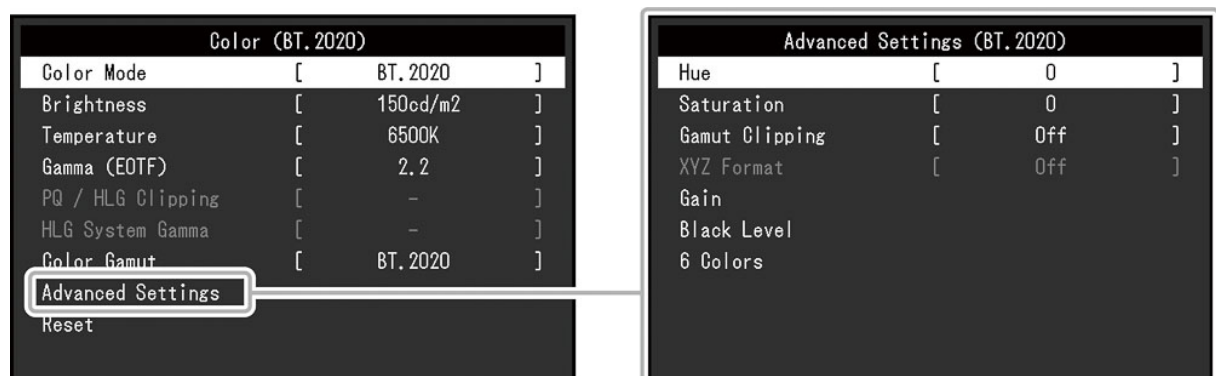 Color (BT.2020)
Color Mode [ BT.2020 ]
Brightness [ 150cd/m2 ]
Temperature [ 6500K ]
Gamma (EOTF) [ 2.2 ]
PQ / HLG Clipping [ - ]
HLG System Gamma [ - ]
Color Gamut [ BT.2020 ]
Advanced Settings
Reset
Advanced Settings (BT.2020)
Hue [ 0 ]
Saturation [ 0 ]
Gamut Clipping [ Off ]
XYZ Format [ Off ]
Gain
Black Level
6 Colors